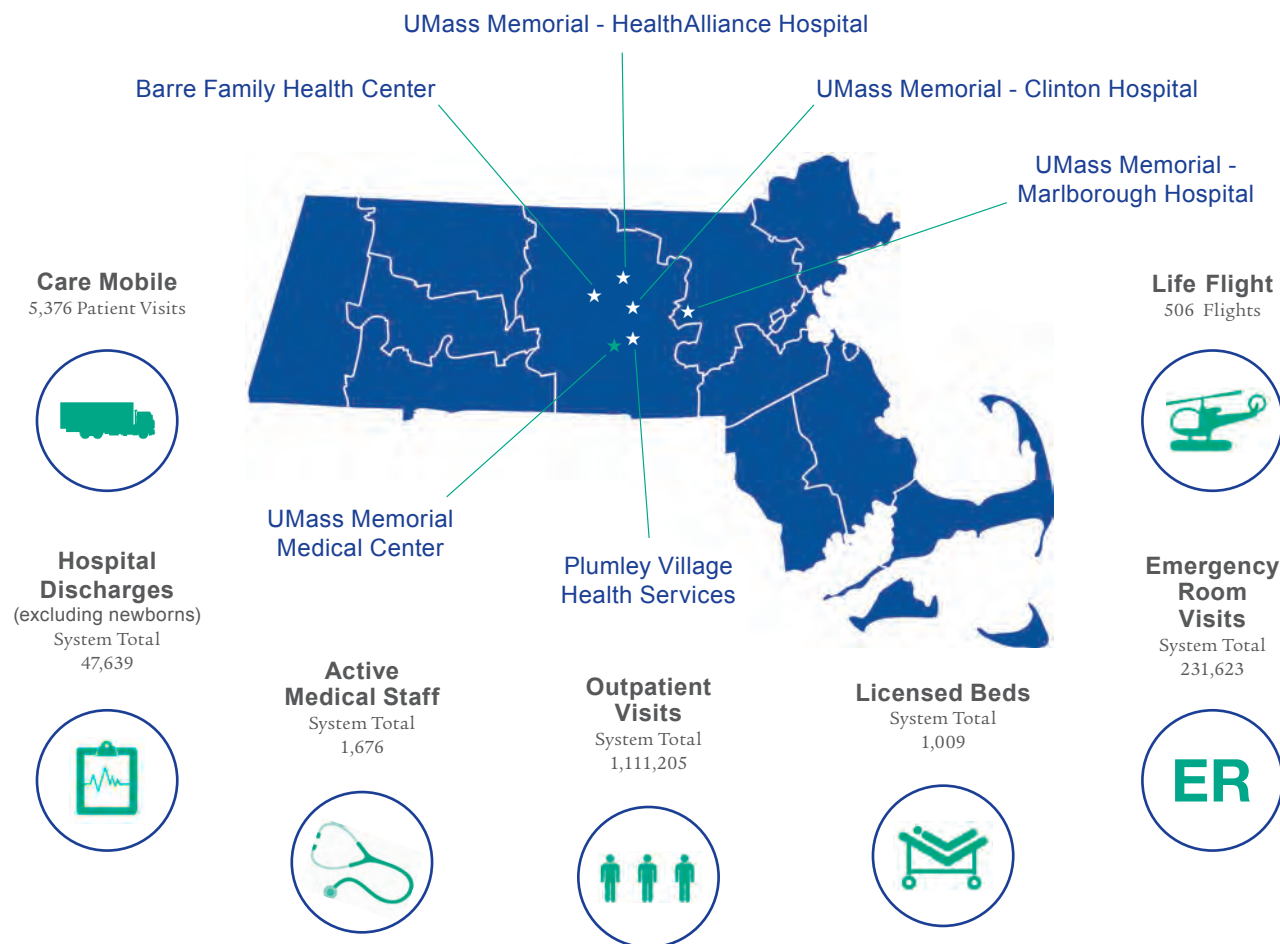 UMass Memorial - HealthAlliance Hospital
Barre Family Health Center
UMass Memorial - Clinton Hospital
UMass Memorial -
Marlborough Hospital
Care Mobile
5,376 Patient Visits
Life Flight
506 Flights
UMass Memorial
Medical Center
Plumley Village
Health Services
Hospital
Discharges
(excluding newborns)
System Total
47,639
Emergency
Room
Visits
System Total
231,623
Active
Medical Staff
System Total
1,676
Outpatient
Visits
System Total
1,111,205
Licensed Beds
System Total
1,009
ER